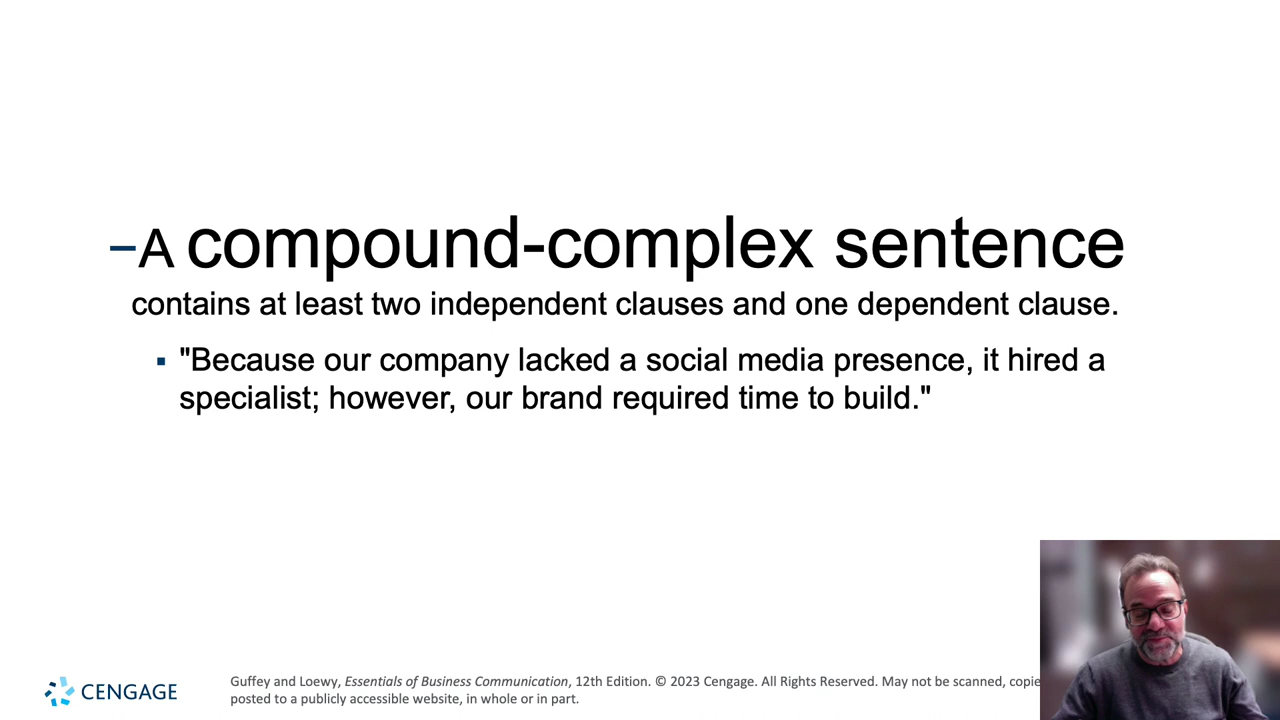 –A compound-complex sentence
contains at least two independent clauses and one dependent clause.
▪ "Because our company lacked a social media presence, it hired a
specialist; however, our brand required time to build."
CENGAGE
Guffey and Loewy, Essentials of Business Communication, 12th Edition. © 2023 Cengage. All Rights Reserved. May not be scanned, copie
posted to a publicly accessible website, in whole or in part.